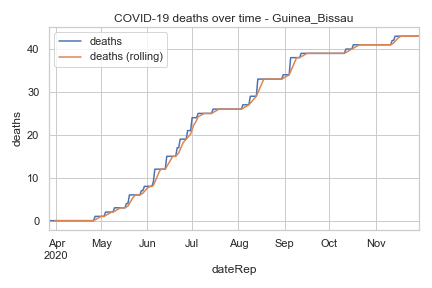 COVID-19 deaths over time - Guinea_Bissau
deaths
deaths (rolling)
deaths
40
30
20
10
0
Apr May Jun Jul Aug Sep Oct Nov
2020
dateRep